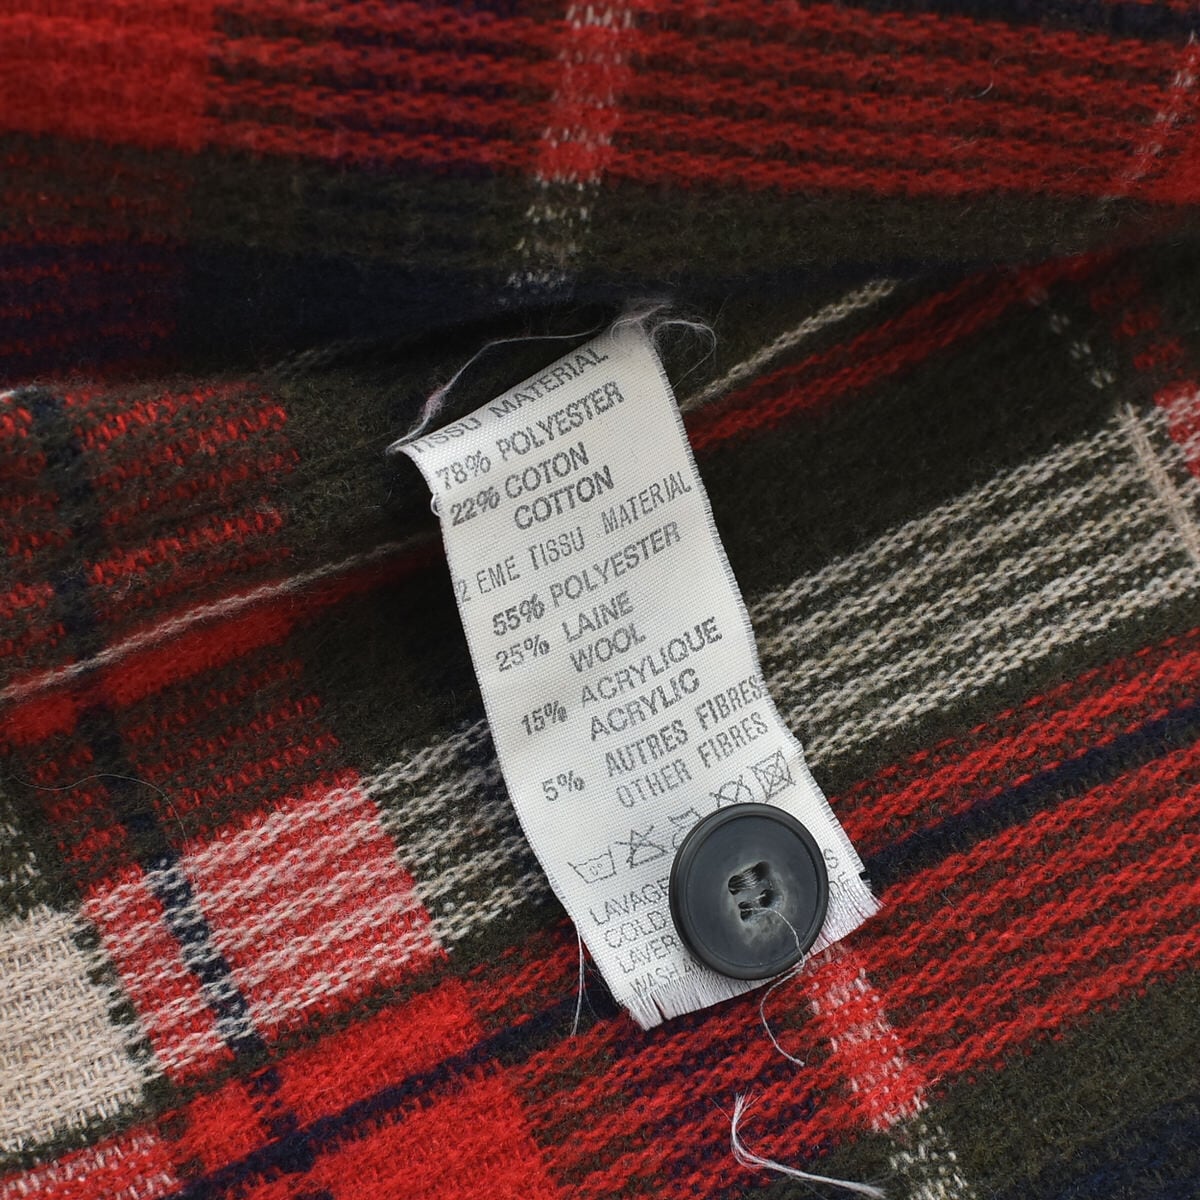 TISSU MATERIAL
78% POLYESTER
22% COTON
COTTON
2 EME TISSU MATERIAL
55% POLYESTER
25% LAINE
WOOL
15% ACRYLIQUE
ACRYLIC
5% AUTRES FIBRES
OTHER FIBRES
LAVAGE
COLD
LAVER
WASH